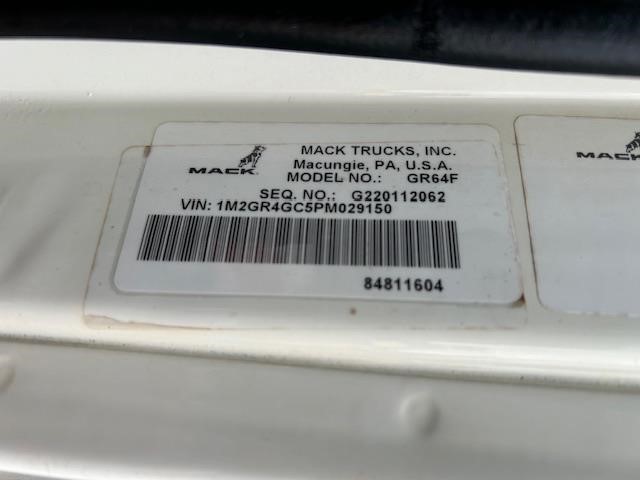 MACK
MACK TRUCKS, INC.
Macungie, PA, U.S.A.
MODEL NO.: GR64F
SEQ. NO.: G220112062
VIN: 1M2GR4GC5PM029150
84811604
MACK